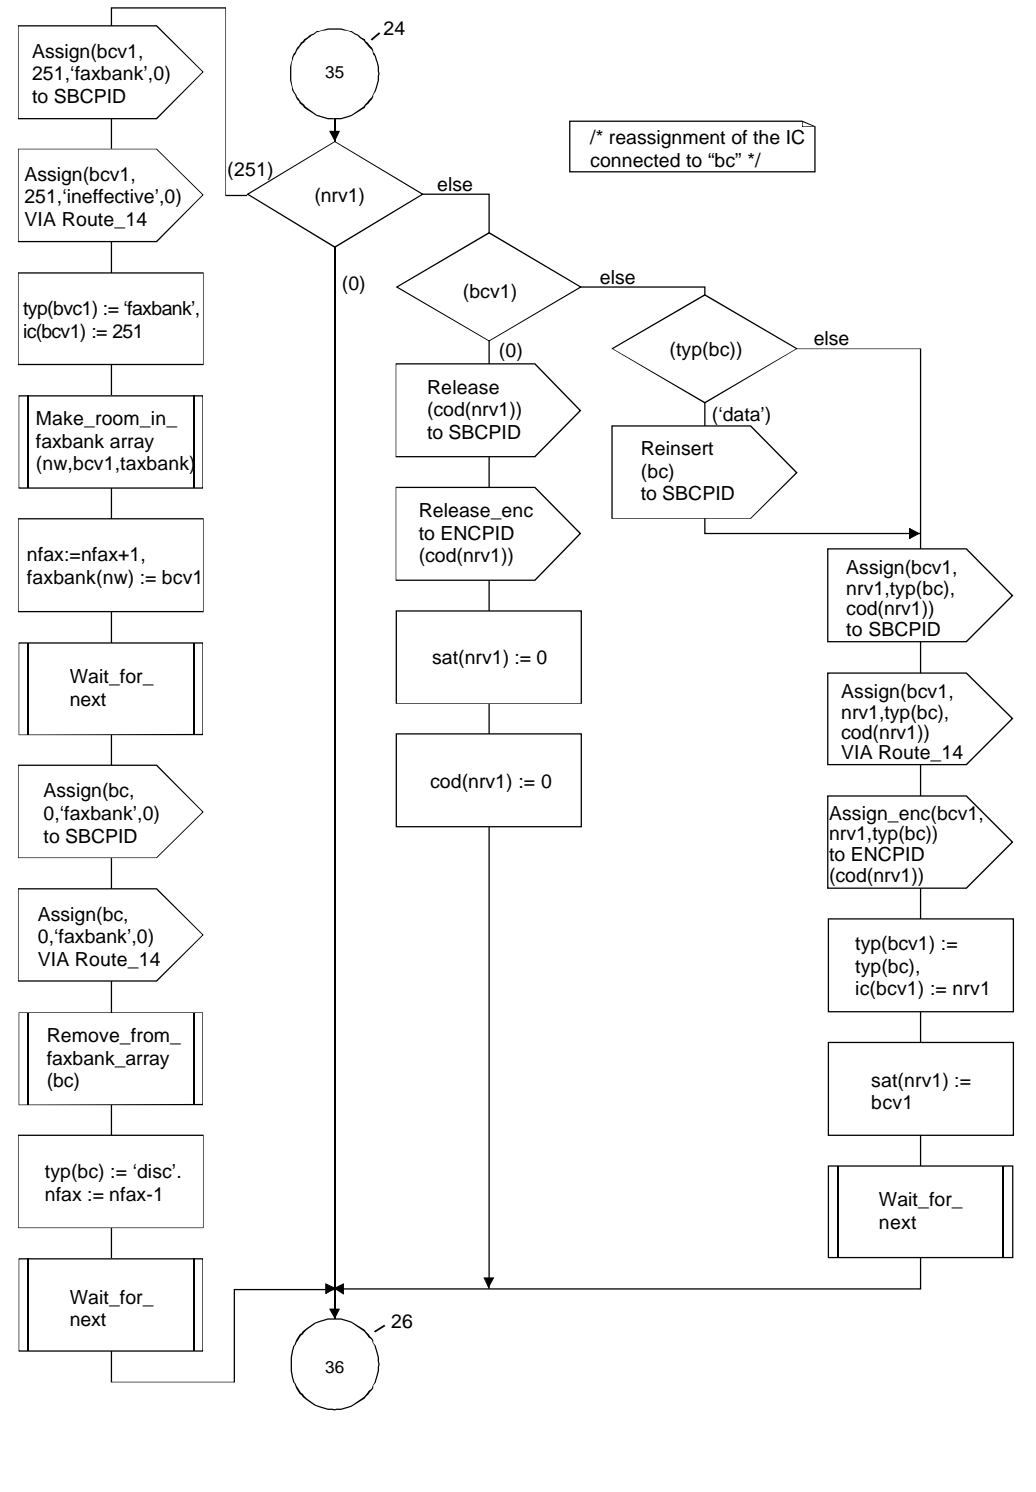 Assign(bcv1,
251,‘faxbank’,0)
to SBCPID
Assign(bcv1,
251,‘ineffective’,0)
VIA Route_14
typ(bvc1) := ‘faxbank’,
ic(bcv1) := 251
Make_room_in_
faxbank array
(nw,bcv1,taxbank)
nfax:=nfax+1,
faxbank(nw) := bcv1
Wait_for_
next
Assign(bc,
0,‘faxbank’,0)
to SBCPID
Assign(bc,
0,‘faxbank’,0)
VIA Route_14
Remove_from_
faxbank_array
(bc)
typ(bc) := ‘disc’.
nfax := nfax-1
Wait_for_
next
24
35
(251)
(nrv1)
else
(0)
/* reassignment of the IC
connected to “bc” */
(bcv1)
else
(0)
Release
(cod(nrv1))
to SBCPID
Release_enc
to ENCPID
(cod(nrv1))
sat(nrv1) := 0
cod(nrv1) := 0
(typ(bc))
else
(‘data’)
Reinsert
(bc)
to SBCPID
Assign(bcv1,
nrv1,typ(bc),
cod(nrv1))
to SBCPID
Assign(bcv1,
nrv1,typ(bc),
cod(nrv1))
VIA Route_14
Assign_enc(bcv1,
nrv1,typ(bc))
to ENCPID
(cod(nrv1))
typ(bcv1) :=
typ(bc),
ic(bcv1) := nrv1
sat(nrv1) :=
bcv1
Wait_for_
next
26
36